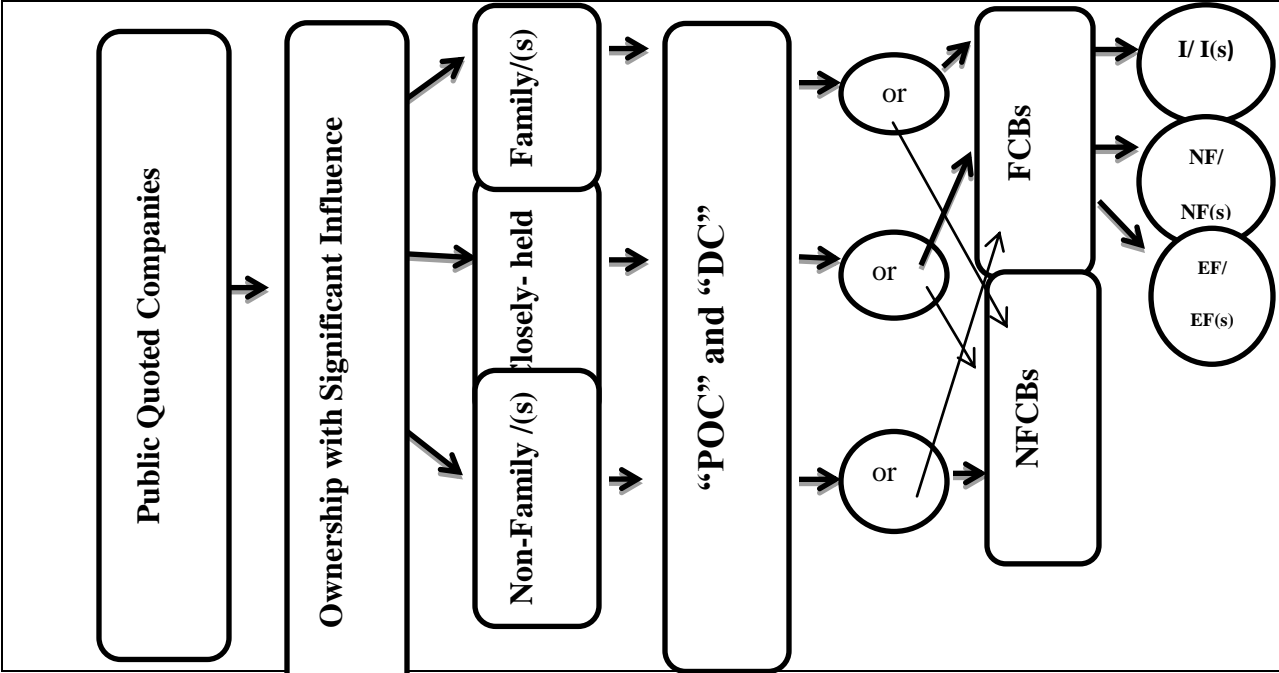 Public Quoted Companies
Ownership with Significant Influence
Family/(s)
losely- held
Non-Family /(s)
“POC” and “DC”
or
or
or
FCBs
NFCBs
I/ I(s)
NF/
NF(s)
EF/
EF(s)